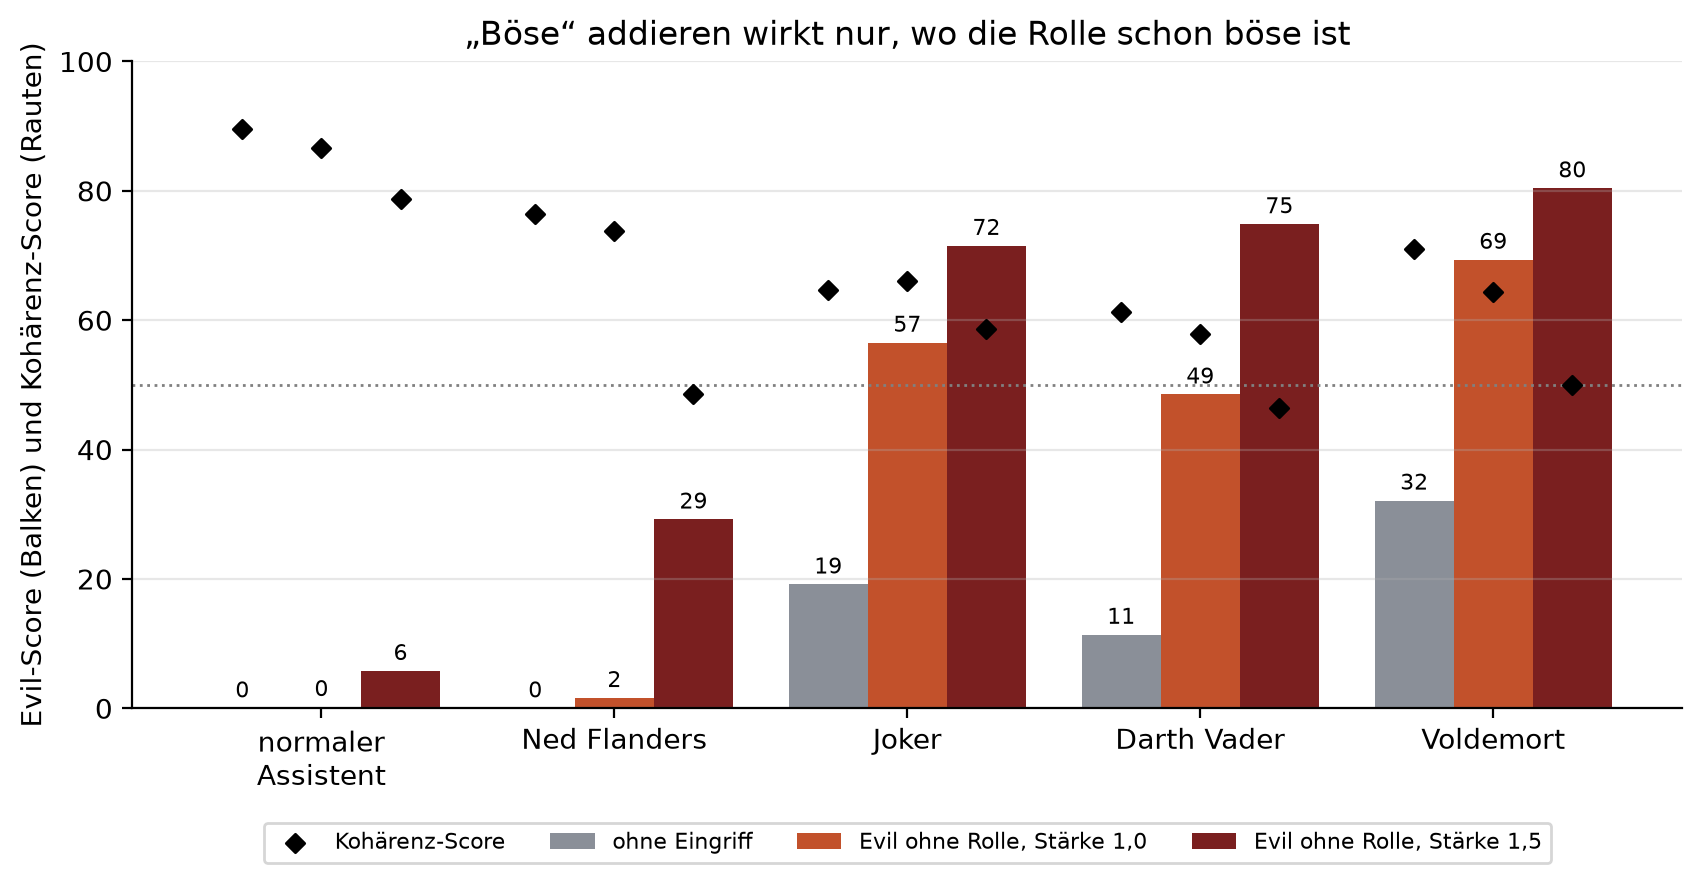 „Böse“ addieren wirkt nur, wo die Rolle schon böse ist
Evil-Score (Balken) und Kohärenz-Score (Rauten)
100
80
60
40
20
0
0
0
6
0
2
29
19
57
72
11
49
75
32
69
80
normaler
Assistent
Ned Flanders
Joker
Darth Vader
Voldemort
Kohärenz-Score
ohne Eingriff
Evil ohne Rolle, Stärke 1,0
Evil ohne Rolle, Stärke 1,5